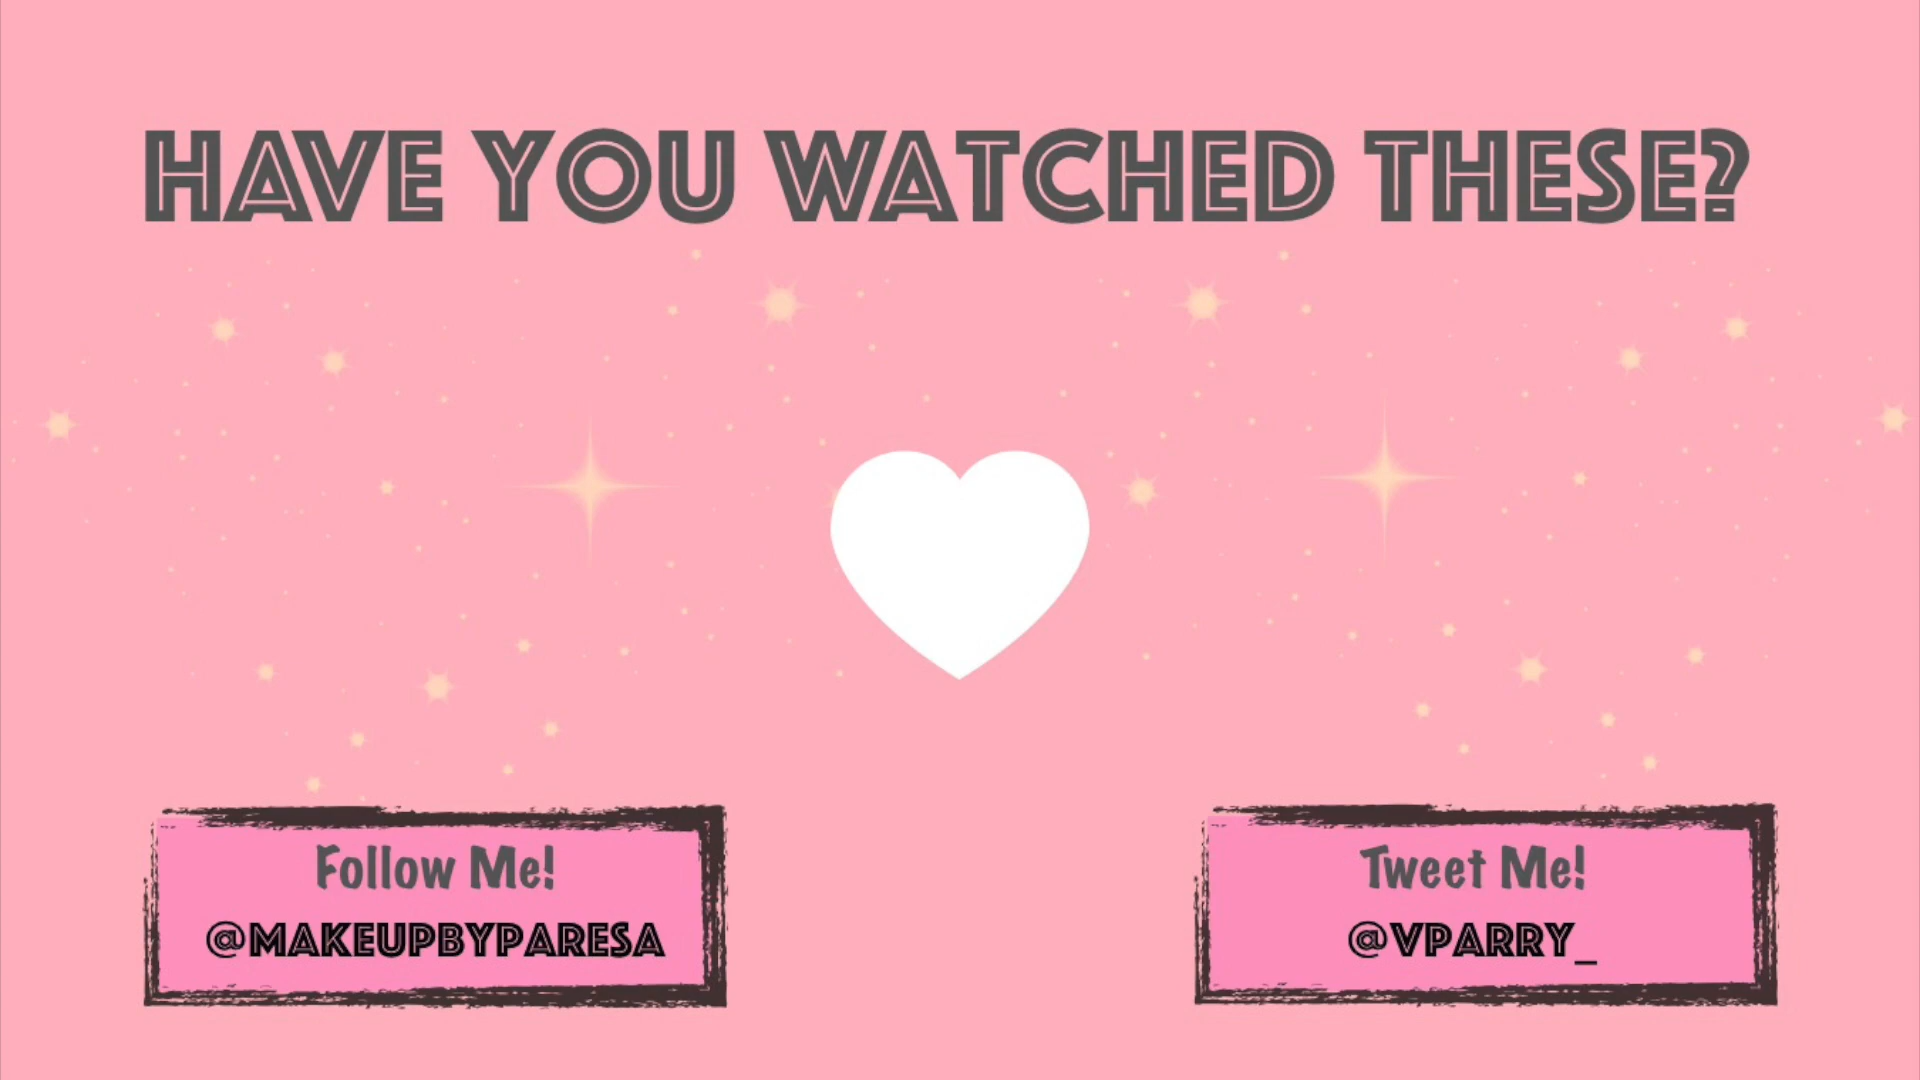 HAVE YOU WATCHED THESE?
Follow Me!
@MAKEUPBYPARESA
Tweet Me!
@VPARRY_